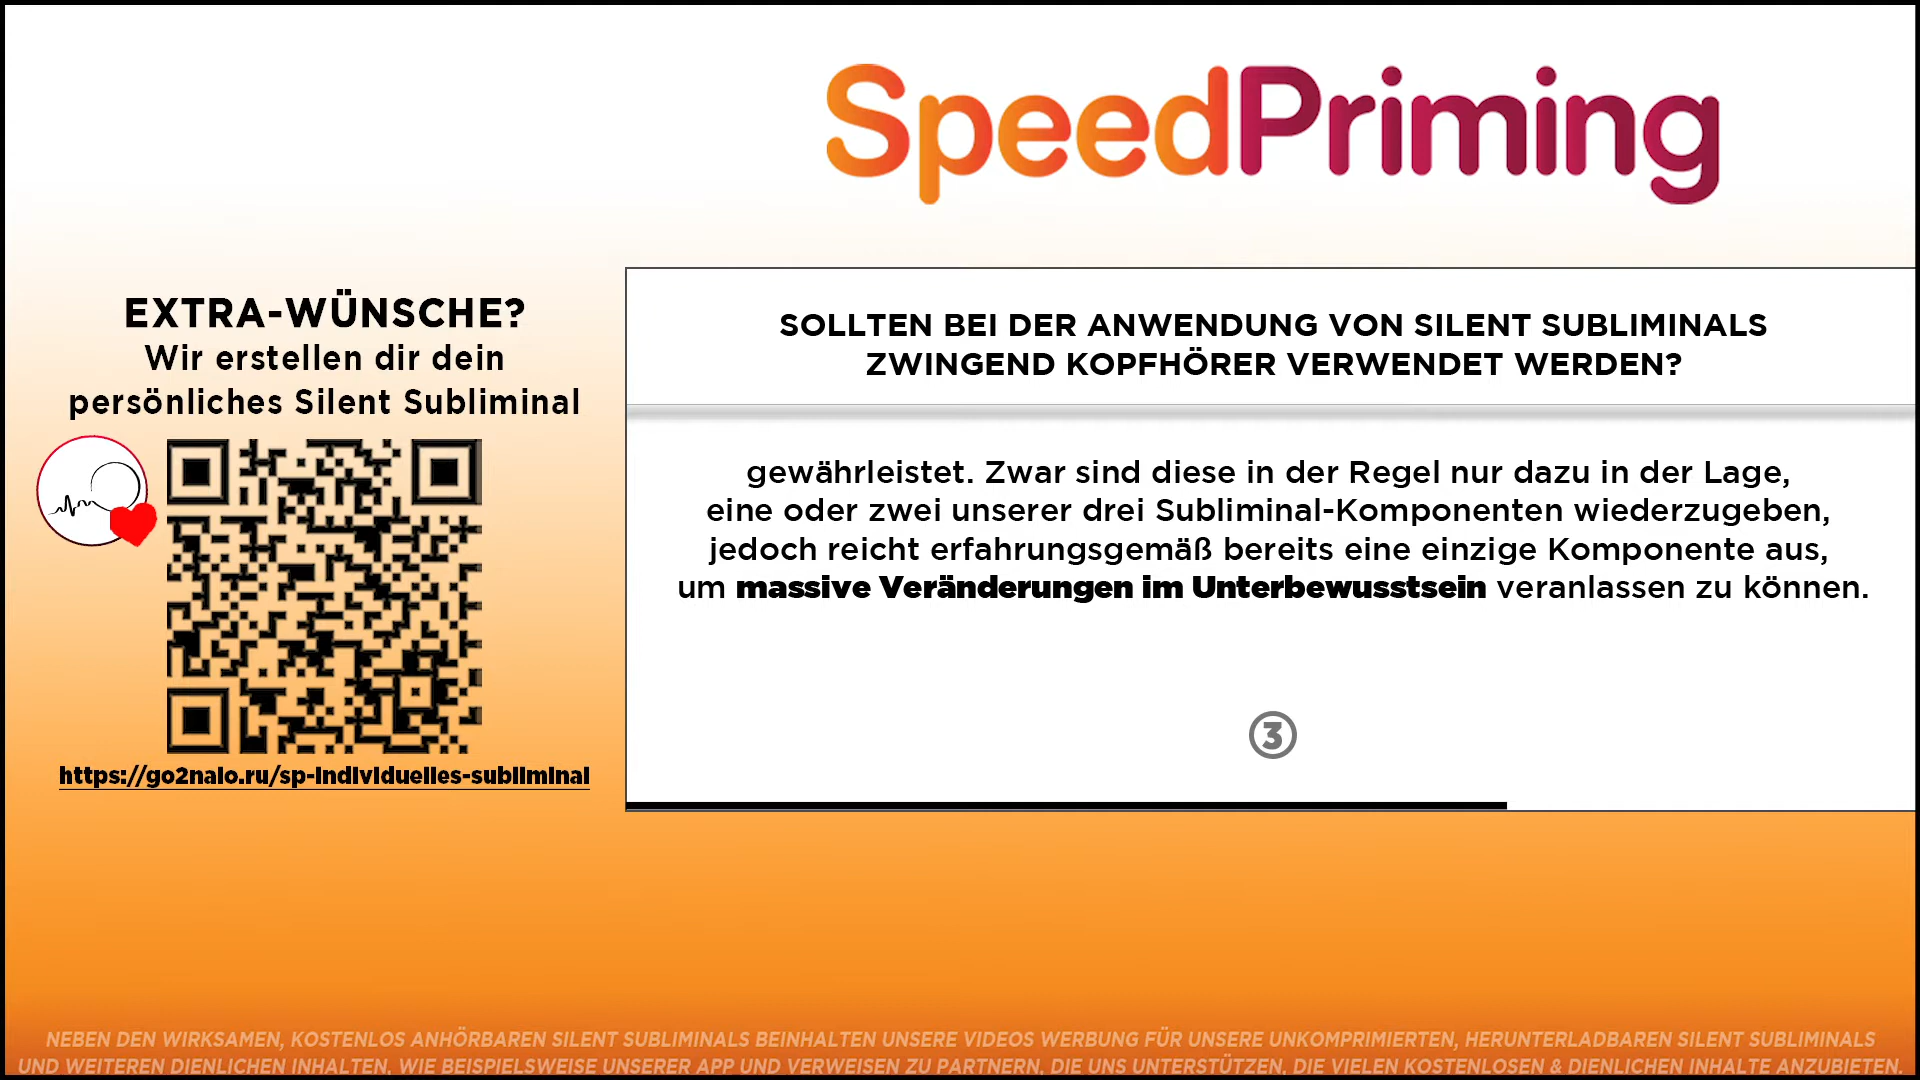 SpeedPriming
EXTRA-WÜNSCHE?
Wir erstellen dir dein
persönliches Silent Subliminal
https://go2nalo.ru/sp-individuelles-subliminal
SOLLTEN BEI DER ANWENDUNG VON SILENT SUBLIMINALS
ZWINGEND KOPFHÖRER VERWENDET WERDEN?
gewährleistet. Zwar sind diese in der Regel nur dazu in der Lage,
eine oder zwei unserer drei Subliminal-Komponenten wiederzugeben,
jedoch reicht erfahrungsgemäß bereits eine einzige Komponente aus,
um massive Veränderungen im Unterbewusstsein veranlassen zu können.
3
NEBEN DEN WIRKSAMEN, KOSTENLOS ANHÖRBAREN SILENT SUBLIMINALS BEINHALTEN UNSERE VIDEOS WERBUNG FÜR UNSERE UNKOMPRIMIERTEN, HERUNTERLADBAREN SILENT SUBLIMINALS
UND WEITEREN DIENLICHEN INHALTEN, WIE BEISPIELSWEISE UNSERER APP UND VERWEISEN ZU PARTNERN, DIE UNS UNTERSTÜTZEN, DIE VIELEN KOSTENLOSEN & DIENLICHEN INHALTE ANZUBIETEN.